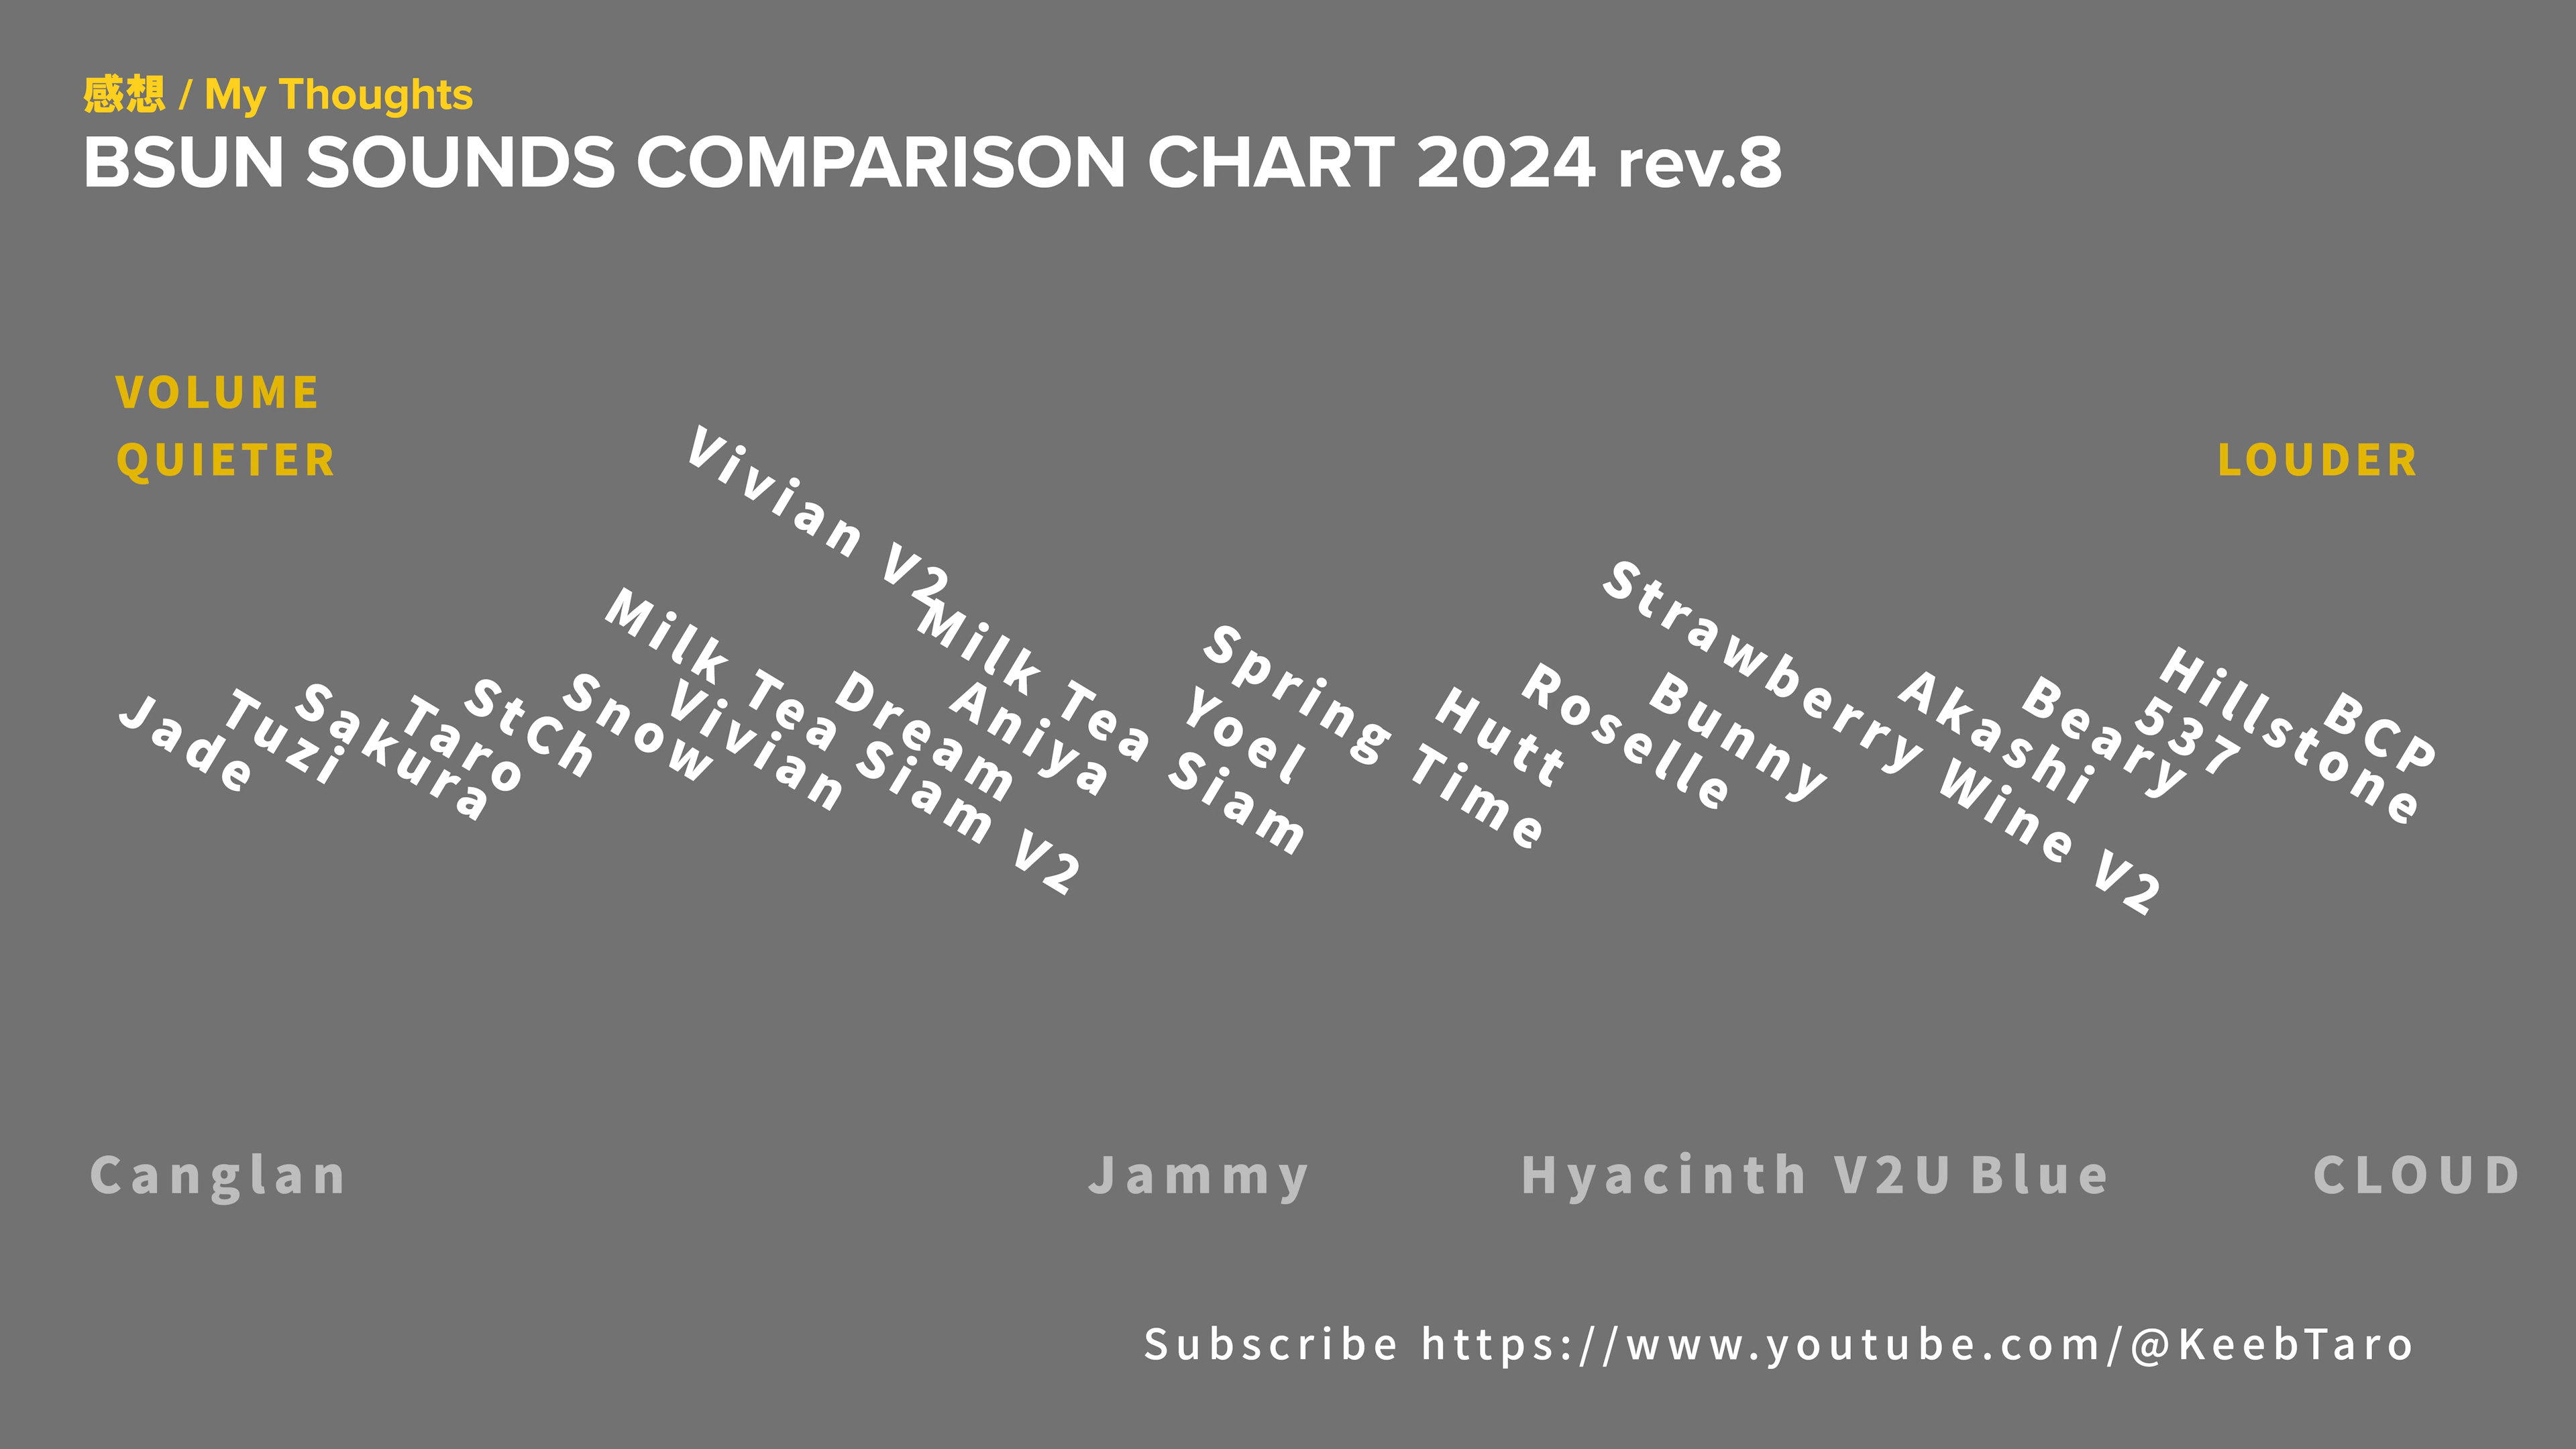 感想 / My Thoughts
BSUN SOUNDS COMPARISON CHART 2024 rev.8
VOLUME
QUIETER
LOUDER
Jade
Tuzi
Sakura
Taro
StCh
Snow
Milk Tea Siam V2
Vivian
Vivian V2
Dream
Aniya
Milk Tea Siam
Yoel
Spring Time
Hutt
Roselle
Bunny
Strawberry Wine V2
Akashi
Beary
537
Hillstone
BCP
Canglan
Jammy
Hyacinth V2U Blue
CLOUD
Subscribe https://www.youtube.com/@KeebTaro